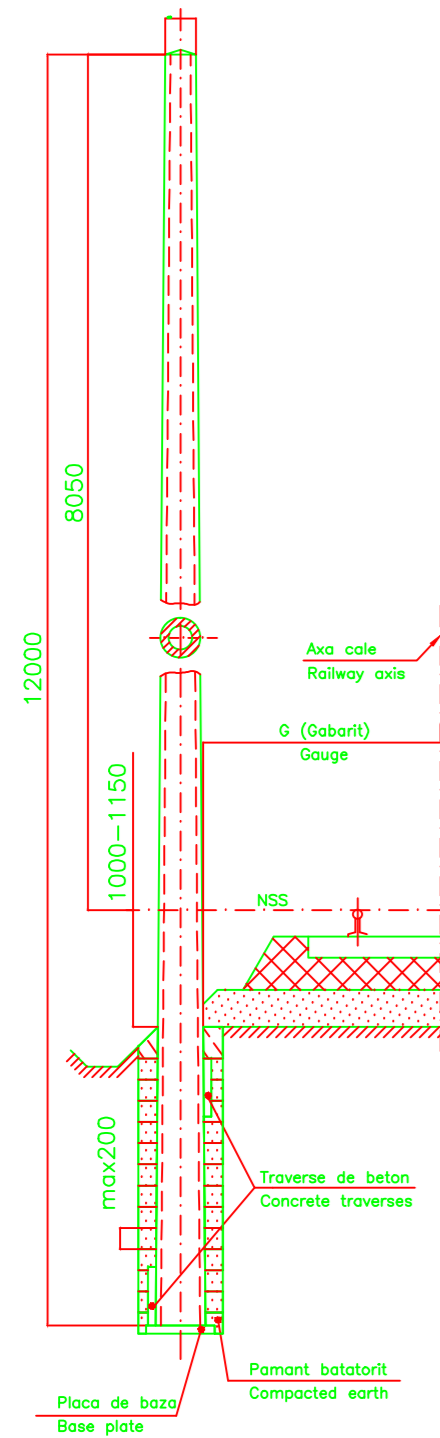 8050
12000
Axa cale
Railway axis
G (Gabarit)
Gauge
1000-1150
NSS
max200
Traverse de beton
Concrete traverses
Pamant batatorit
Compacted earth
Placa de baza
Base plate